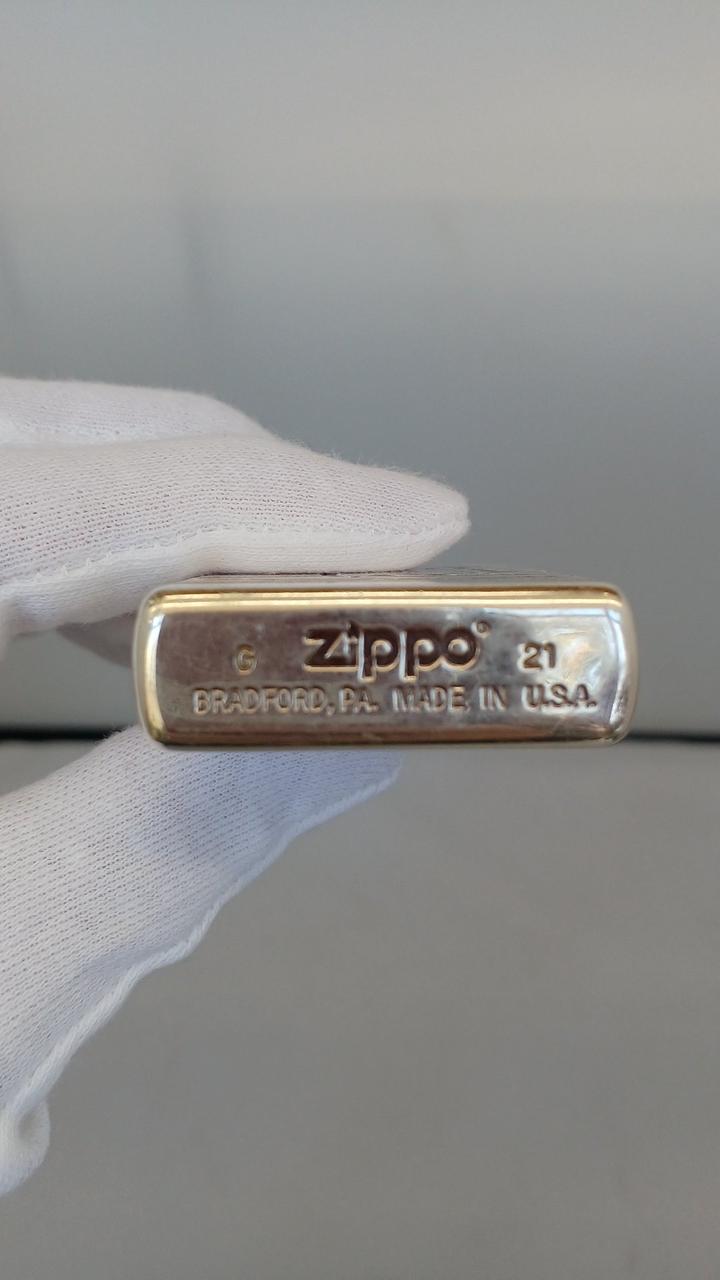 G zippo® 21
BRADFORD, PA. MADE IN U.S.A.